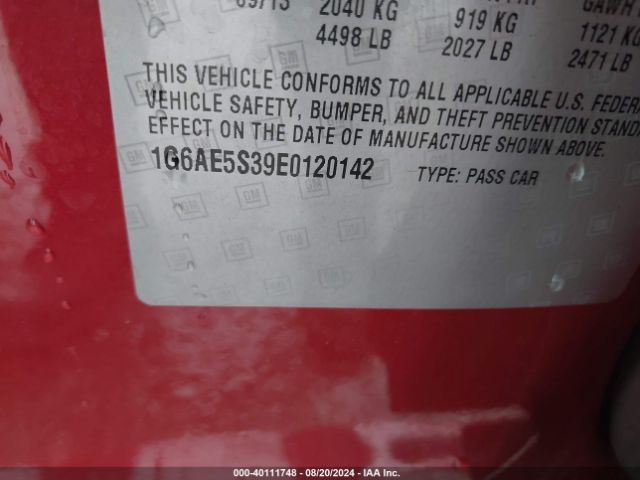 2040 KG 919 KG 1121 KG
4498 LB 2027 LB 2471 LB
THIS VEHICLE CONFORMS TO ALL APPLICABLE U.S. FEDER
VEHICLE SAFETY, BUMPER, AND THEFT PREVENTION STAND
EFFECT ON THE DATE OF MANUFACTURE SHOWN ABOVE.
1G6AE5S39E0120142 TYPE: PASS CAR
GM
000-40111748 - 08/20/2024 - IAA Inc.